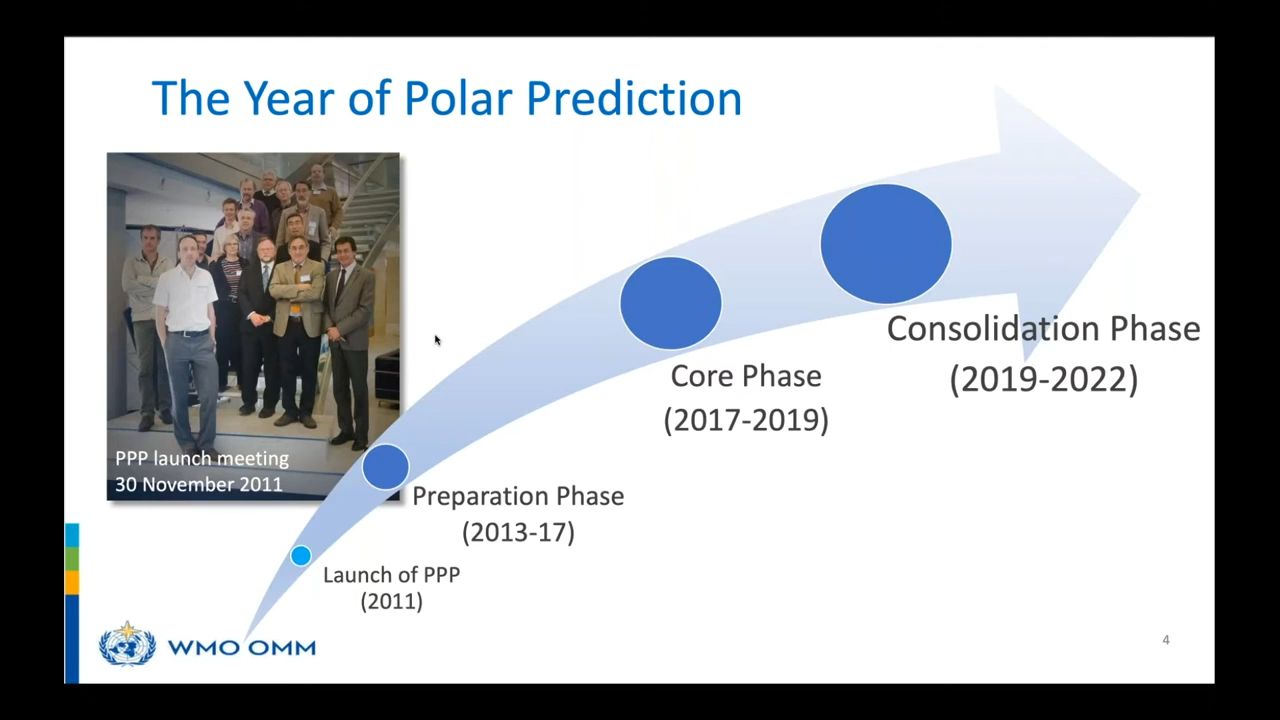 The Year of Polar Prediction
PPP launch meeting
30 November 2011
Launch of PPP
(2011)
Preparation Phase
(2013-17)
Core Phase
(2017-2019)
Consolidation Phase
(2019-2022)
WMO OMM
4